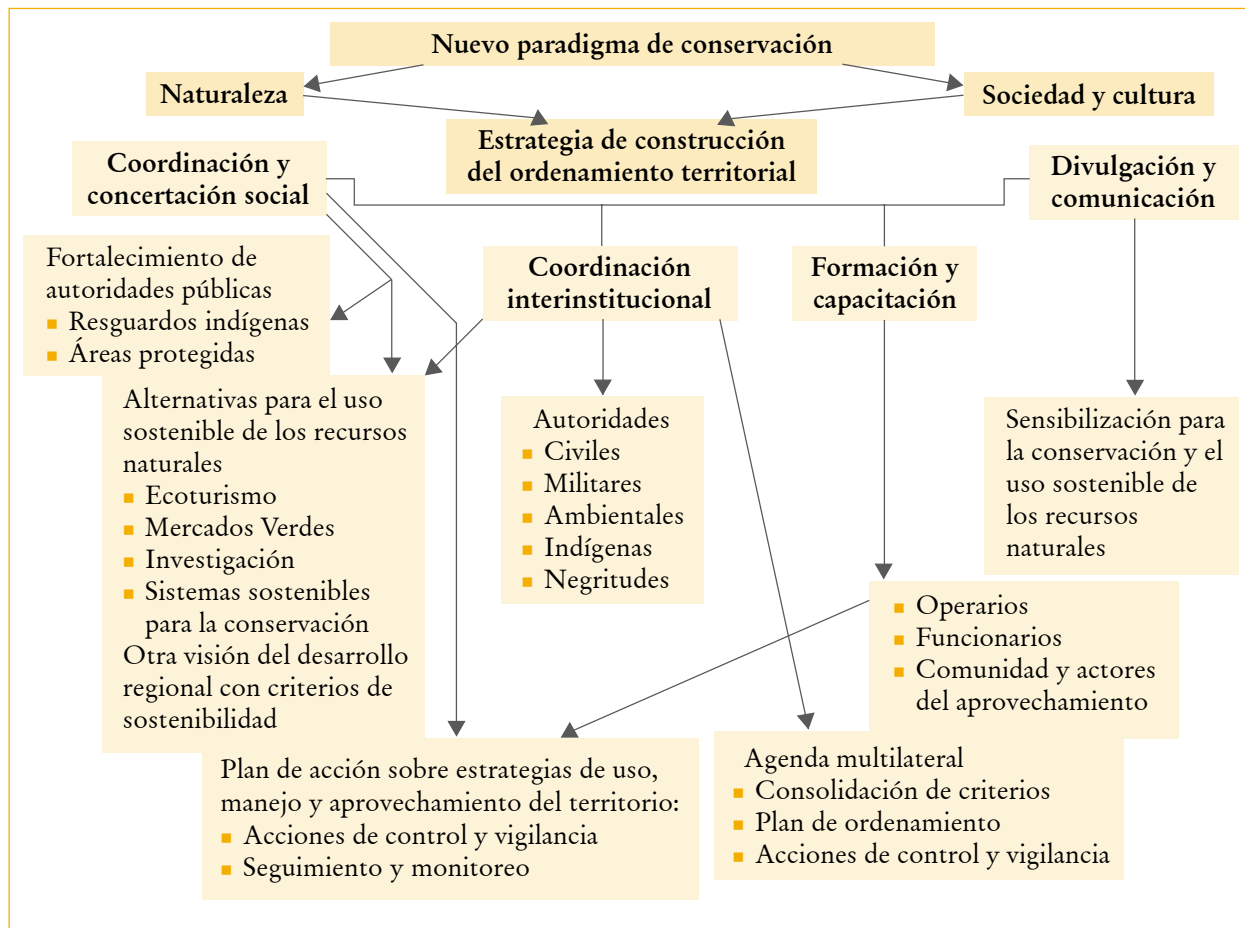 Nuevo paradigma de conservación
Naturaleza
Sociedad y cultura
Estrategia de construcción
del ordenamiento territorial
Coordinación y
concertación social
Divulgación y
comunicación
Fortalecimiento de
autoridades públicas
▪ Resguardos indígenas
▪ Áreas protegidas
Coordinación
interinstitucional
Formación y
capacitación
Alternativas para el uso
sostenible de los recursos
naturales
▪ Ecoturismo
▪ Mercados Verdes
▪ Investigación
▪ Sistemas sostenibles
para la conservación
Otra visión del desarrollo
regional con criterios de
sostenibilidad
Autoridades
▪ Civiles
▪ Militares
▪ Ambientales
▪ Indígenas
▪ Negritudes
Sensibilización para
la conservación y el
uso sostenible de
los recursos
naturales
▪ Operarios
▪ Funcionarios
▪ Comunidad y actores
del aprovechamiento
Plan de acción sobre estrategias de uso,
manejo y aprovechamiento del territorio:
▪ Acciones de control y vigilancia
▪ Seguimiento y monitoreo
Agenda multilateral
▪ Consolidación de criterios
▪ Plan de ordenamiento
▪ Acciones de control y vigilancia